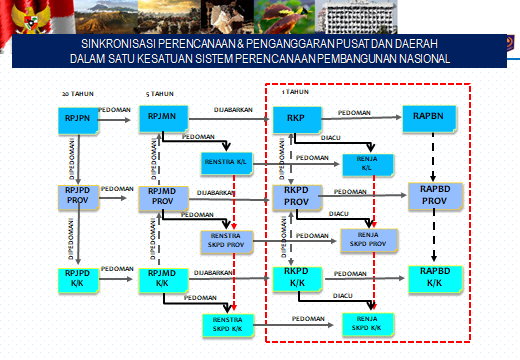 SINKRONISASI PERENCANAAN & PENGANGGARAN PUSAT DAN DAERAH
DALAM SATU KESATUAN SISTEM PERENCANAAN PEMBANGUNAN NASIONAL
20 TAHUN
5 TAHUN
1 TAHUN
RPJPN
PEDOMAN
RPJMN
DIJABARKAN
RKP
PEDOMAN
RAPBN
PEDOMAN
DIACU
DIPEDOMANI
DIPEDOMANI
DIPEDOMANI
RENSTRA K/L
PEDOMAN
RENJA
K/L
RPJPD
PROV
PEDOMAN
RPJMD
PROV
DIJABARKAN
RKPD
PROV
PEDOMAN
RAPBD
PROV
PEDOMAN
DIACU
DIPEDOMANI
DIPEDOMANI
DIPEDOMANI
RENSTRA
SKPD PROV
PEDOMAN
RENJA
SKPD PROV
RPJPD
K/K
PEDOMAN
RPJMD
K/K
DIJABARKAN
RKPD
K/K
PEDOMAN
RAPBD
K/K
PEDOMAN
DIACU
RENSTRA
SKPD K/K
PEDOMAN
RENJA
SKPD K/K